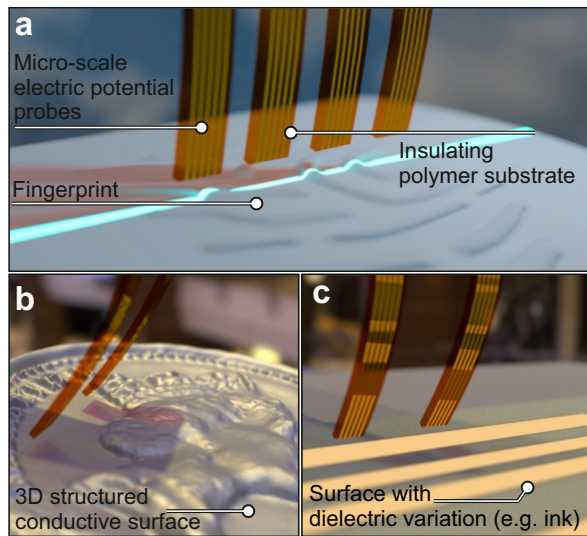 a
Micro-scale
electric potential
probes
Insulating
polymer substrate
Fingerprint
b
3D structured
conductive surface
c
Surface with
dielectric variation (e.g. ink)